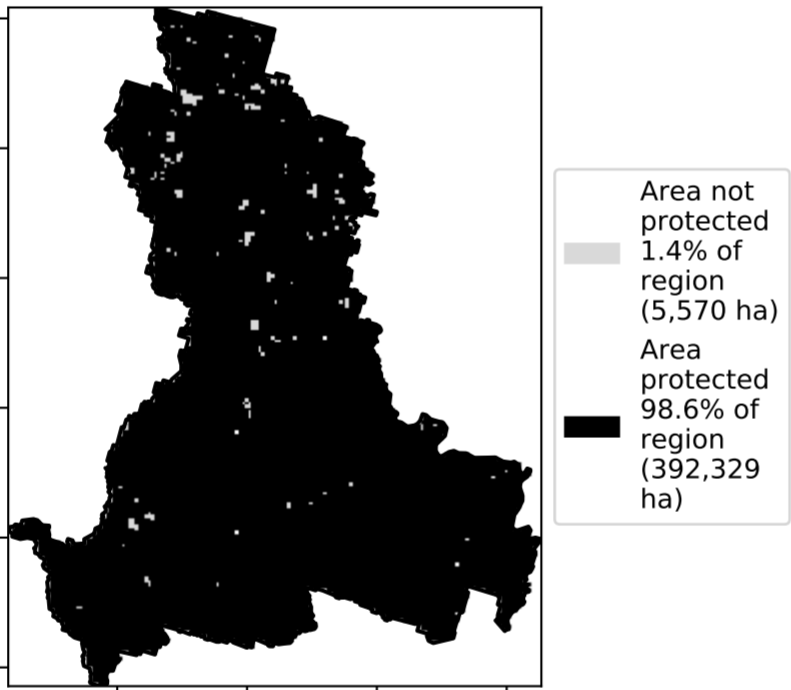 Area not
protected
1.4% of
region
(5,570 ha)
Area
protected
98.6% of
region
(392,329
ha)